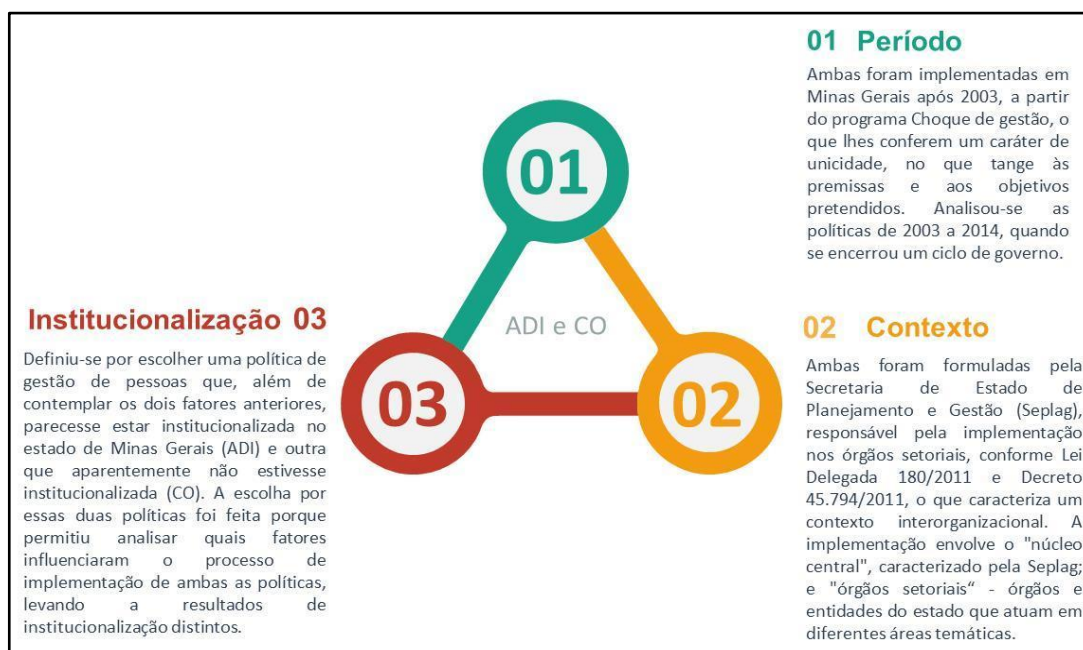 01 Período
Ambas foram implementadas em
Minas Gerais após 2003, a partir
do programa Choque de gestão, o
que lhes conferem um caráter de
unicidade, no que tange às
premissas e aos objetivos
pretendidos. Analisou-se as
políticas de 2003 a 2014, quando
se encerrou um ciclo de governo.
01
ADI e CO
03
02
02 Contexto
Ambas foram formuladas pela
Secretaria de Estado de
Planejamento e Gestão (Seplag),
responsável pela implementação
nos órgãos setoriais, conforme Lei
Delegada 180/2011 e Decreto
45.794/2011, o que caracteriza um
contexto interorganizacional. A
implementação envolve o "núcleo
central", caracterizado pela Seplag;
e "órgãos setoriais“ - órgãos e
entidades do estado que atuam em
diferentes áreas temáticas.
Institucionalização 03
Definiu-se por escolher uma política de
gestão de pessoas que, além de
contemplar os dois fatores anteriores,
parecesse estar institucionalizada no
estado de Minas Gerais (ADI) e outra
que aparentemente não estivesse
institucionalizada (CO). A escolha por
essas duas políticas foi feita porque
permitiu analisar quais fatores
influenciaram o processo de
implementação de ambas as políticas,
levando a resultados de
institucionalização distintos.